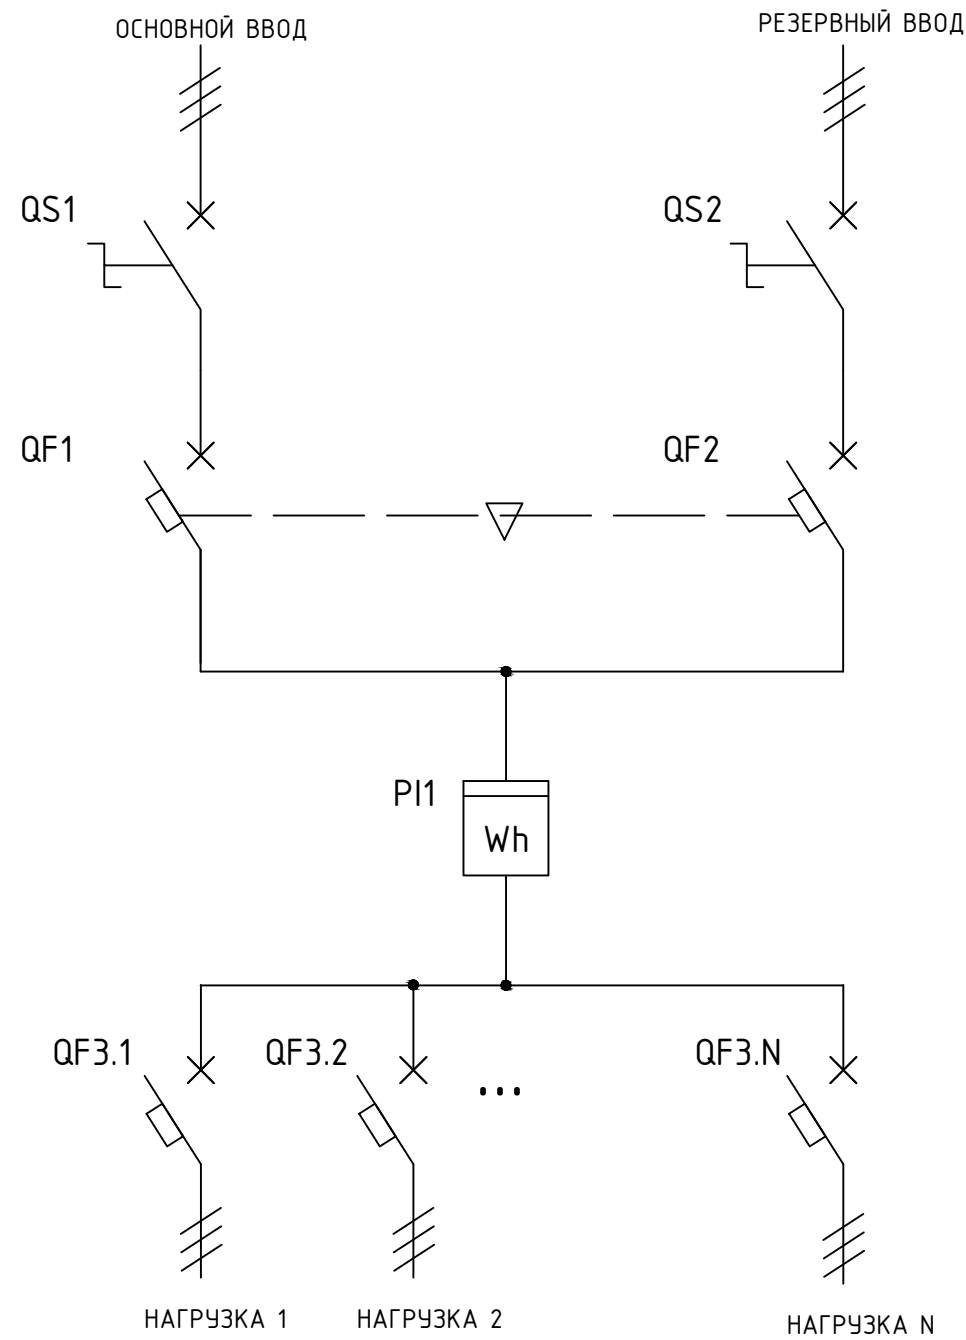 ОСНОВНОЙ ВВОД
РЕЗЕРВНЫЙ ВВОД
QS1
QS2
QF1
QF2
PI1
Wh
QF3.1
QF3.2
...
QF3.N
НАГРУЗКА 1
НАГРУЗКА 2
НАГРУЗКА N